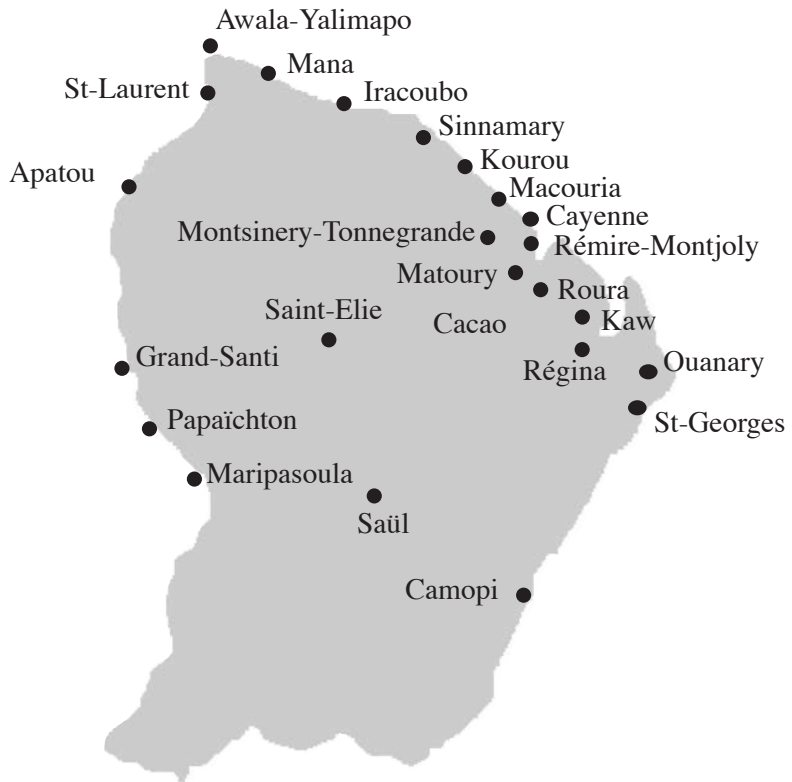 Awala-Yalimapo
Mana
St-Laurent
Iracoubo
Sinnamary
Kourou
Apatou
Macouria
Cayenne
Montsinery-Tonnegrande
Rémire-Montjoly
Matoury
Roura
Saint-Elie
Cacao
Kaw
Grand-Santi
Régina
Ouanary
Papaïchton
St-Georges
Maripasoula
Saül
Camopi